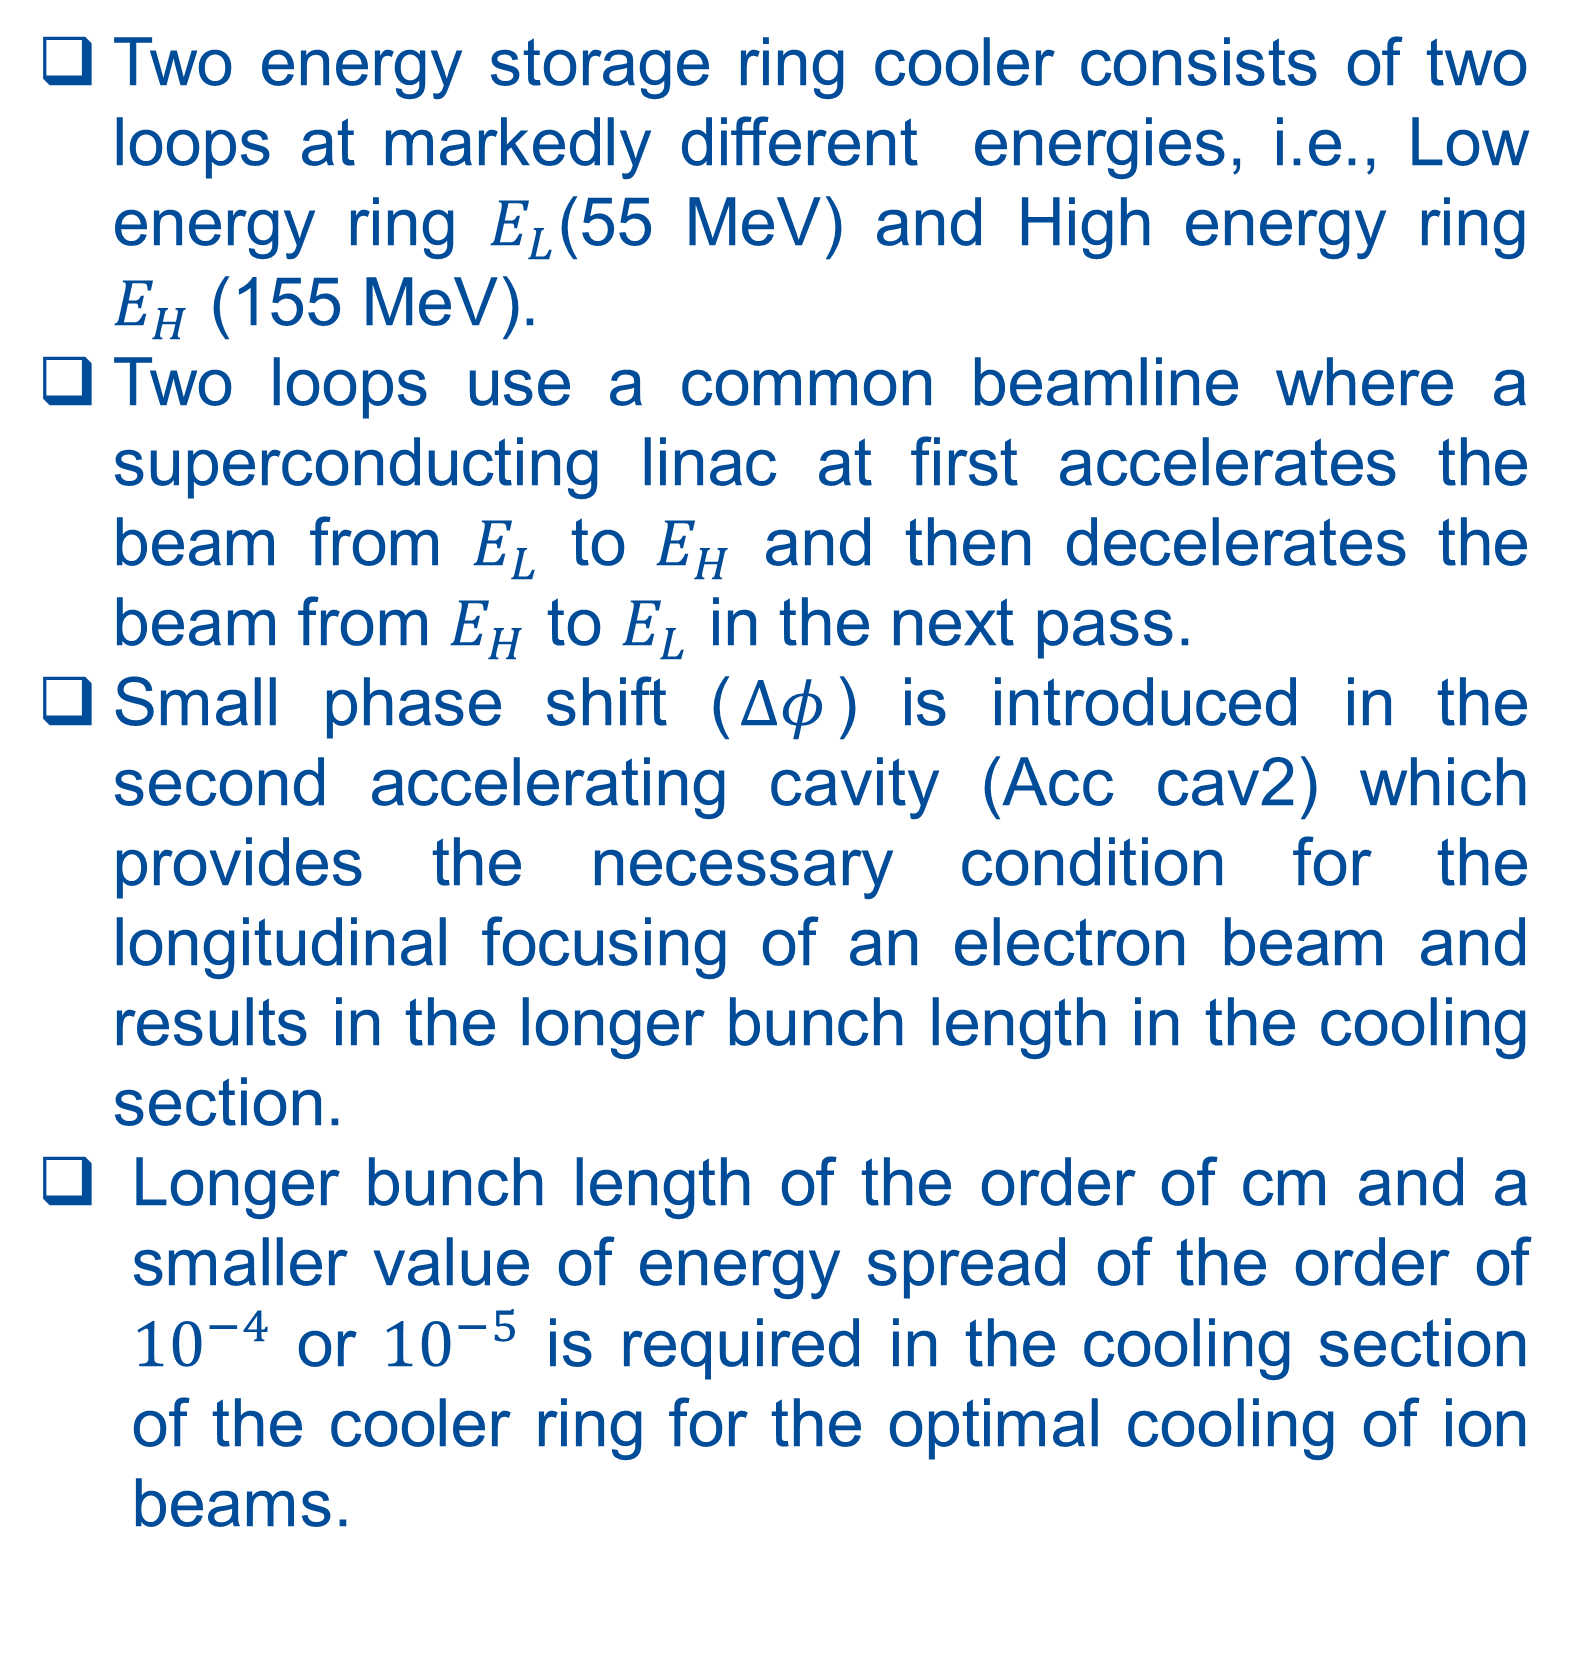 ❑ Two energy storage ring cooler consists of two
loops at markedly different energies, i.e., Low
energy ring E_L(55 MeV) and High energy ring
E_H (155 MeV).
❑ Two loops use a common beamline where a
superconducting linac at first accelerates the
beam from E_L to E_H and then decelerates the
beam from E_H to E_L in the next pass.
❑ Small phase shift (Δϕ) is introduced in the
second accelerating cavity (Acc cav2) which
provides the necessary condition for the
longitudinal focusing of an electron beam and
results in the longer bunch length in the cooling
section.
❑ Longer bunch length of the order of cm and a
smaller value of energy spread of the order of
10⁻⁴ or 10⁻⁵ is required in the cooling section
of the cooler ring for the optimal cooling of ion
beams.